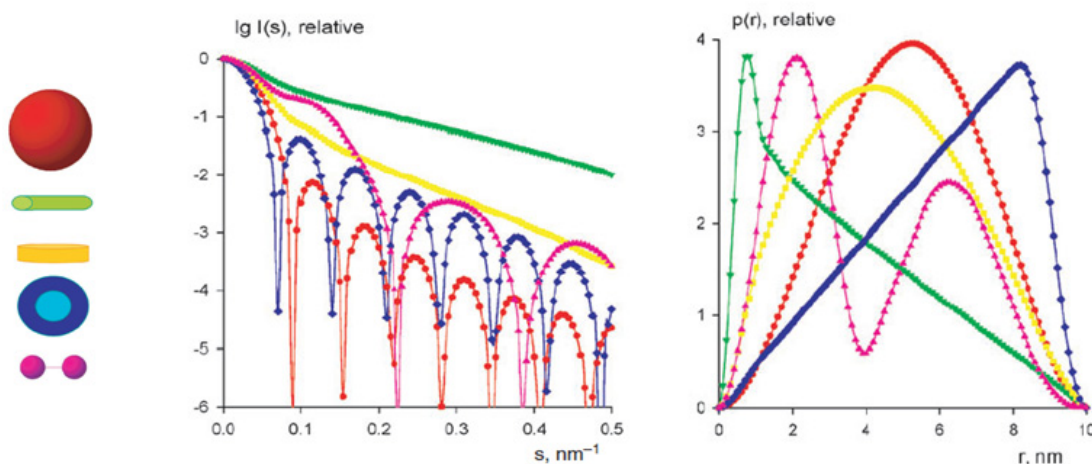 lg I(s), relative
0
-1
-2
-3
-4
-5
-6
0.0 0.1 0.2 0.3 0.4 0.5
s, nm⁻¹
p(r), relative
4
3
2
1
0
0 2 4 6 8 10
r, nm